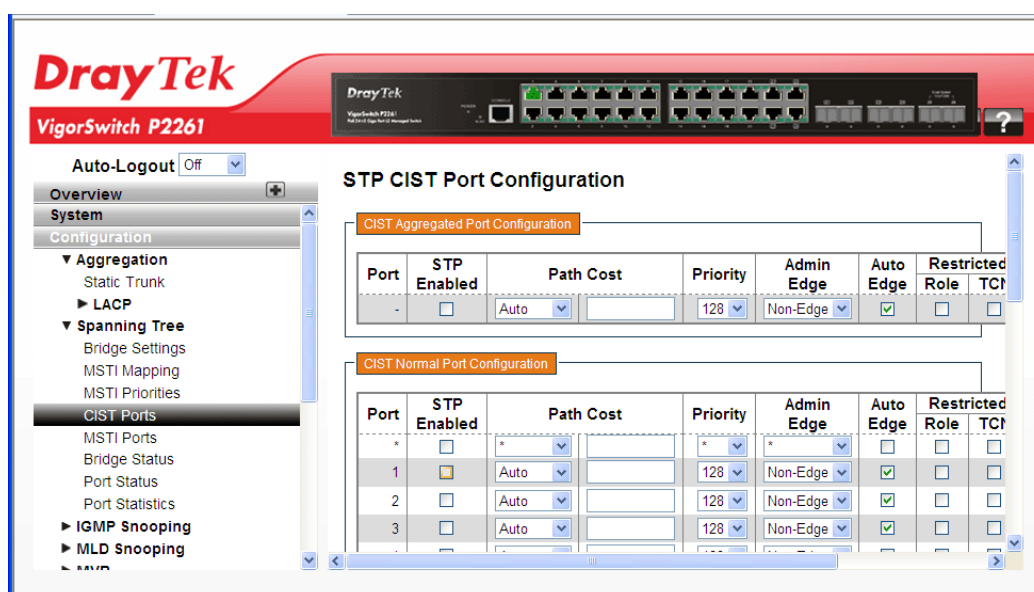 DrayTek
VigorSwitch P2261
DrayTek
VigorSwitch P2261
?
Auto-Logout Off
Overview
System
Configuration
▼ Aggregation
Static Trunk
► LACP
▼ Spanning Tree
Bridge Settings
MSTI Mapping
MSTI Priorities
CIST Ports
MSTI Ports
Bridge Status
Port Status
Port Statistics
► IGMP Snooping
► MLD Snooping
STP CIST Port Configuration
CIST Aggregated Port Configuration
Port STP Enabled Path Cost Priority Admin Edge Auto Edge Restricted Role TCN
- Auto 128 Non-Edge
CIST Normal Port Configuration
Port STP Enabled Path Cost Priority Admin Edge Auto Edge Restricted Role TCN
* * * *
1 Auto 128 Non-Edge
2 Auto 128 Non-Edge
3 Auto 128 Non-Edge